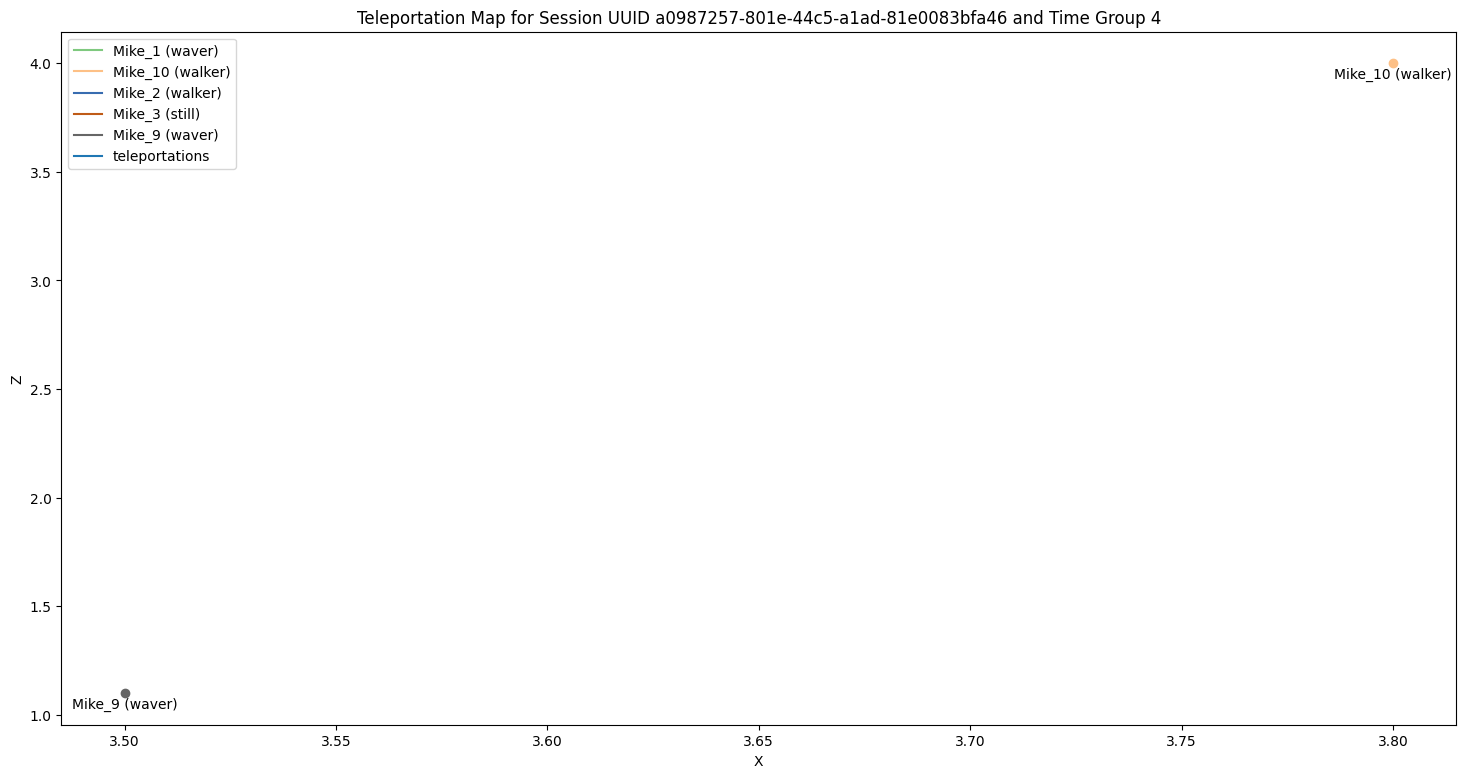 Teleportation Map for Session UUID a0987257-801e-44c5-a1ad-81e0083bfa46 and Time Group 4
Mike_1 (waver)
Mike_10 (walker)
Mike_2 (walker)
Mike_3 (still)
Mike_9 (waver)
teleportations
Mike_10 (walker)
Mike_9 (waver)
Z
4.0
3.5
3.0
2.5
2.0
1.5
1.0
3.50
3.55
3.60
3.65
3.70
3.75
3.80
X